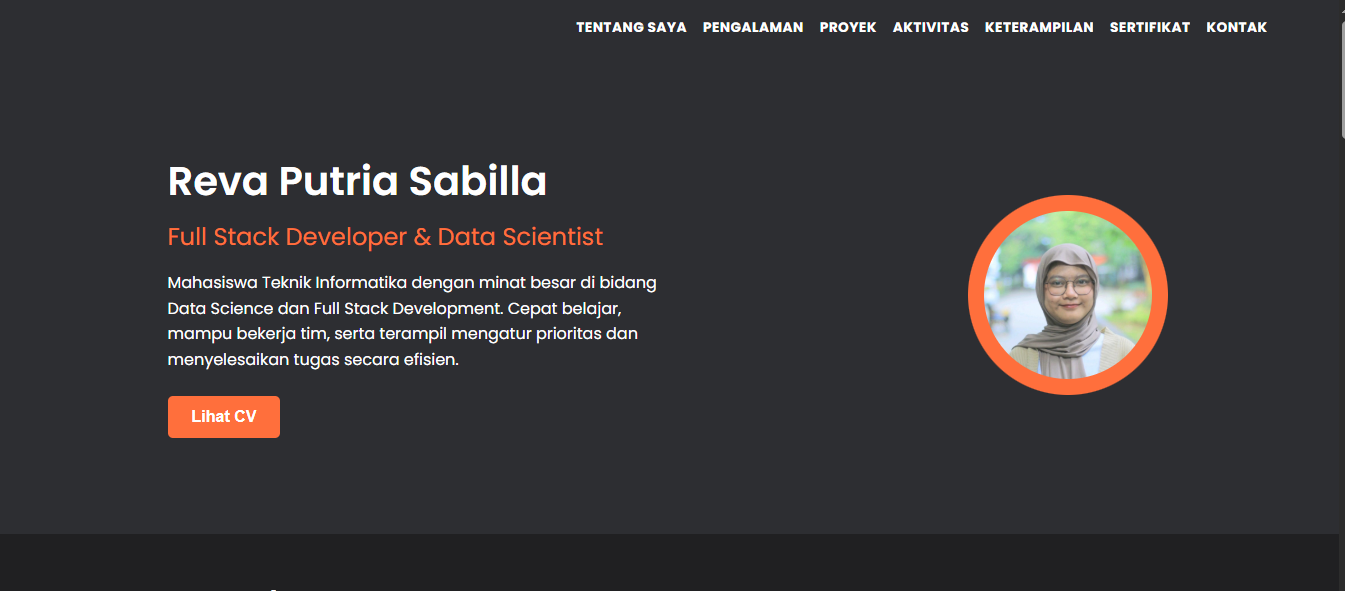 TENTANG SAYA PENGALAMAN PROYEK AKTIVITAS KETERAMPILAN SERTIFIKAT KONTAK
Reva Putria Sabilla
Full Stack Developer & Data Scientist
Mahasiswa Teknik Informatika dengan minat besar di bidang
Data Science dan Full Stack Development. Cepat belajar,
mampu bekerja tim, serta terampil mengatur prioritas dan
menyelesaikan tugas secara efisien.
Lihat CV